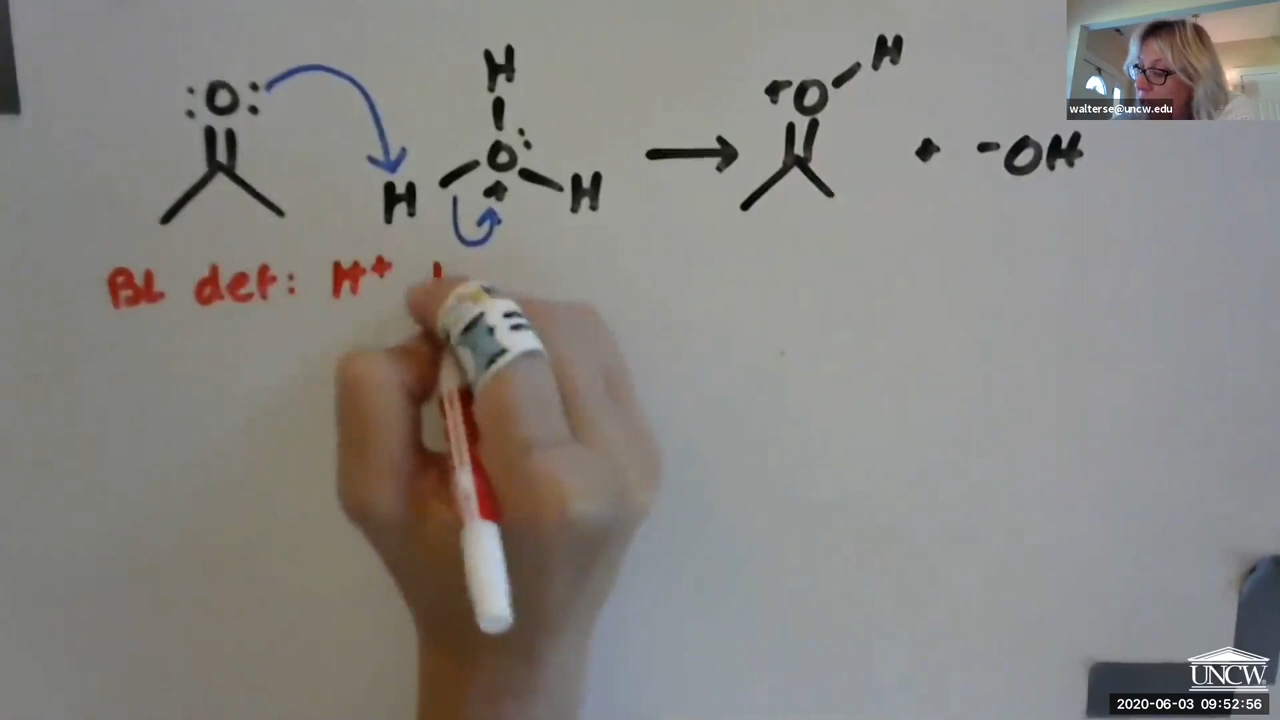 H
:O: H O: H + → +O H + -OH
BL def: H+
walterse@uncw.edu
UNCW
2020-06-03 09:52:56